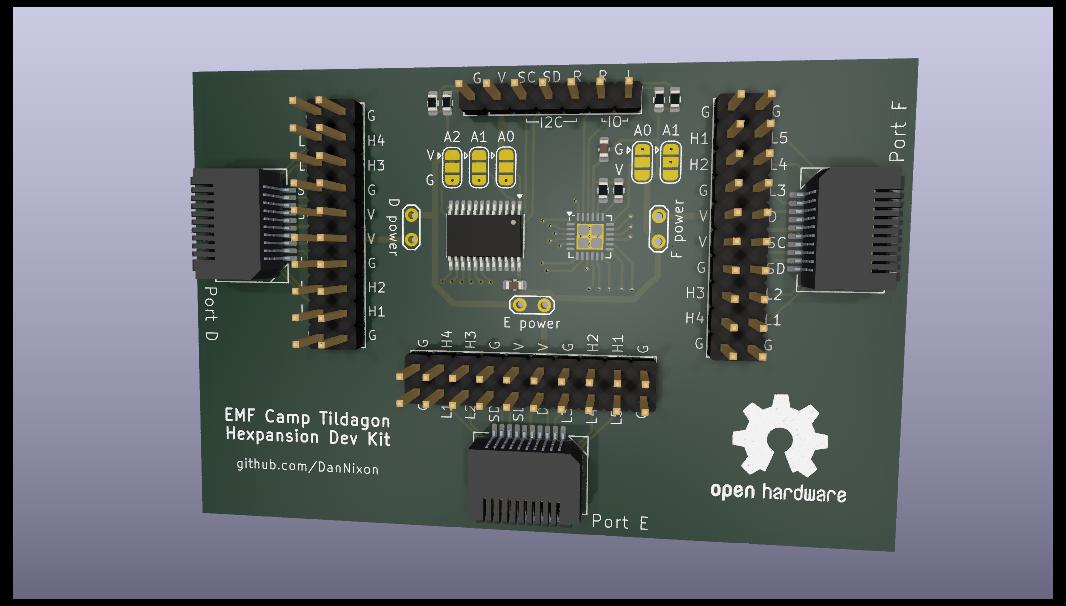 G V SC SD R R I
I2C IO
A2 A1 A0
V
G
A0 A1
G
V
G
H4
H3
G
V
V
G
H2
H1
G
G
H1
H2
G
V
V
G
H3
H4
G
G
L5
L4
L3
D
SC
SD
L2
L1
G
Port F
D power
F power
E power
Port D
G H4 H3 G V V G H2 H1 G
EMF Camp Tildagon
Hexpansion Dev Kit
github.com/DanNixon
open hardware
Port E